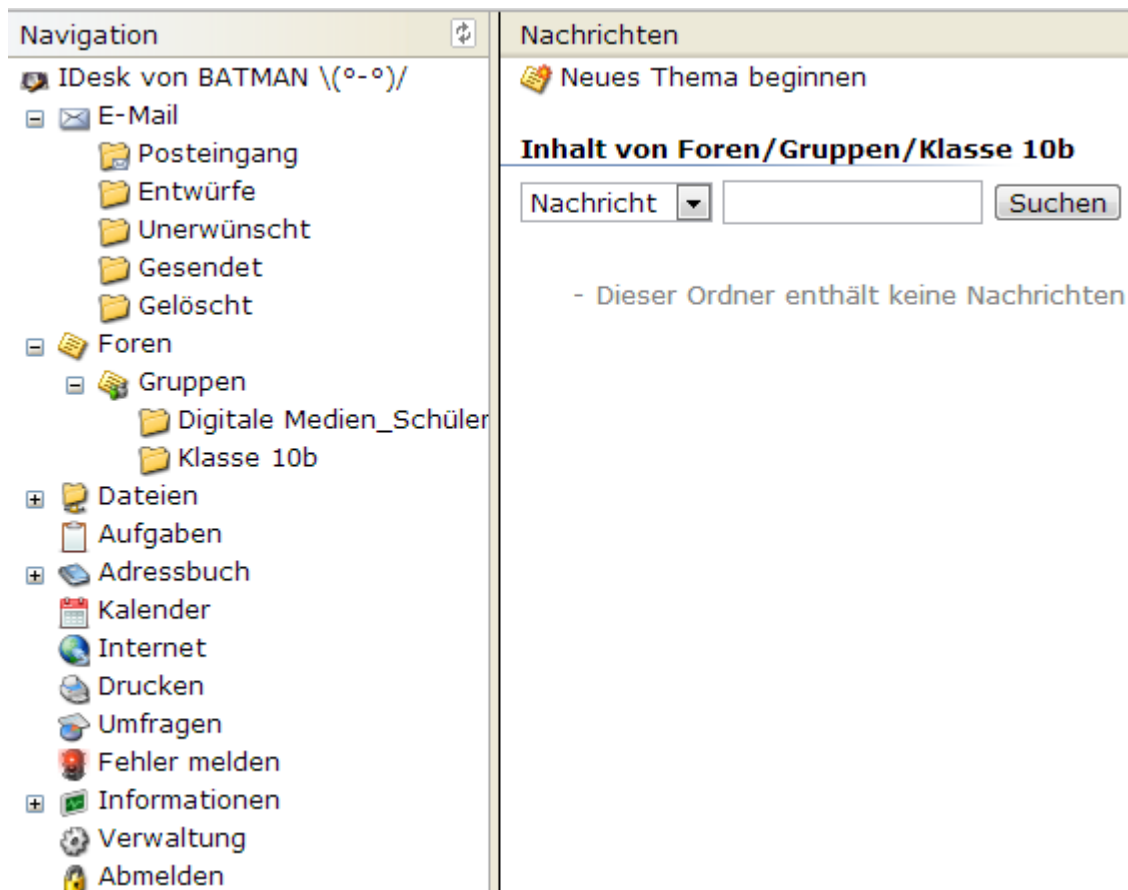 Navigation
IDesk von BATMAN \(°-°)/
E-Mail
Posteingang
Entwürfe
Unerwünscht
Gesendet
Gelöscht
Foren
Gruppen
Digitale Medien_Schüler
Klasse 10b
Dateien
Aufgaben
Adressbuch
Kalender
Internet
Drucken
Umfragen
Fehler melden
Informationen
Verwaltung
Abmelden
Nachrichten
Neues Thema beginnen
Inhalt von Foren/Gruppen/Klasse 10b
Nachricht Suchen
- Dieser Ordner enthält keine Nachrichten